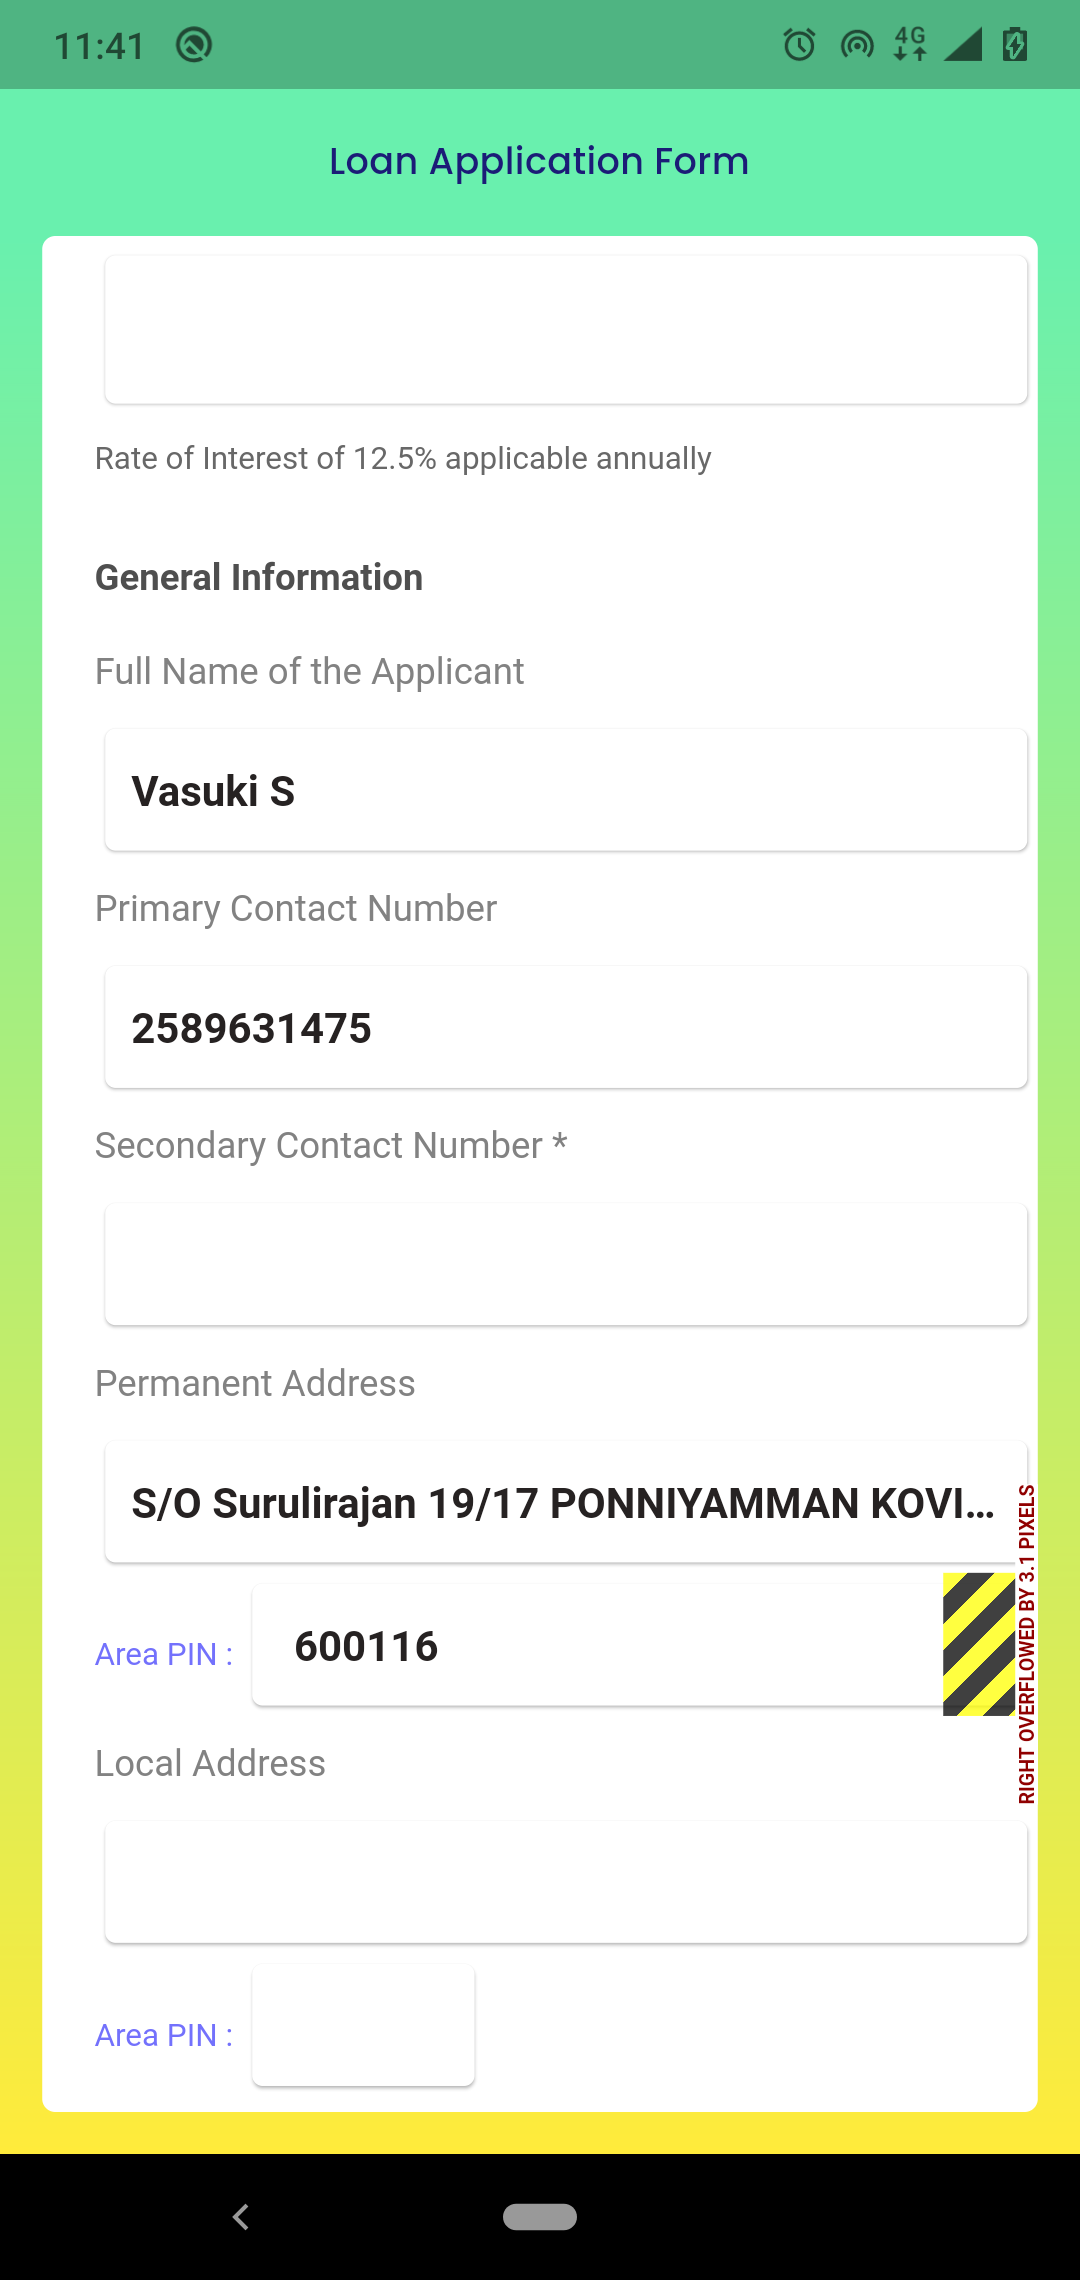 11:41
4G
Loan Application Form
Rate of Interest of 12.5% applicable annually
General Information
Full Name of the Applicant
Vasuki S
Primary Contact Number
2589631475
Secondary Contact Number *
Permanent Address
S/O Surulirajan 19/17 PONNIYAMMAN KOVI...
RIGHT OVERFLOWED BY 3.1 PIXELS
Area PIN : 600116
Local Address
Area PIN :